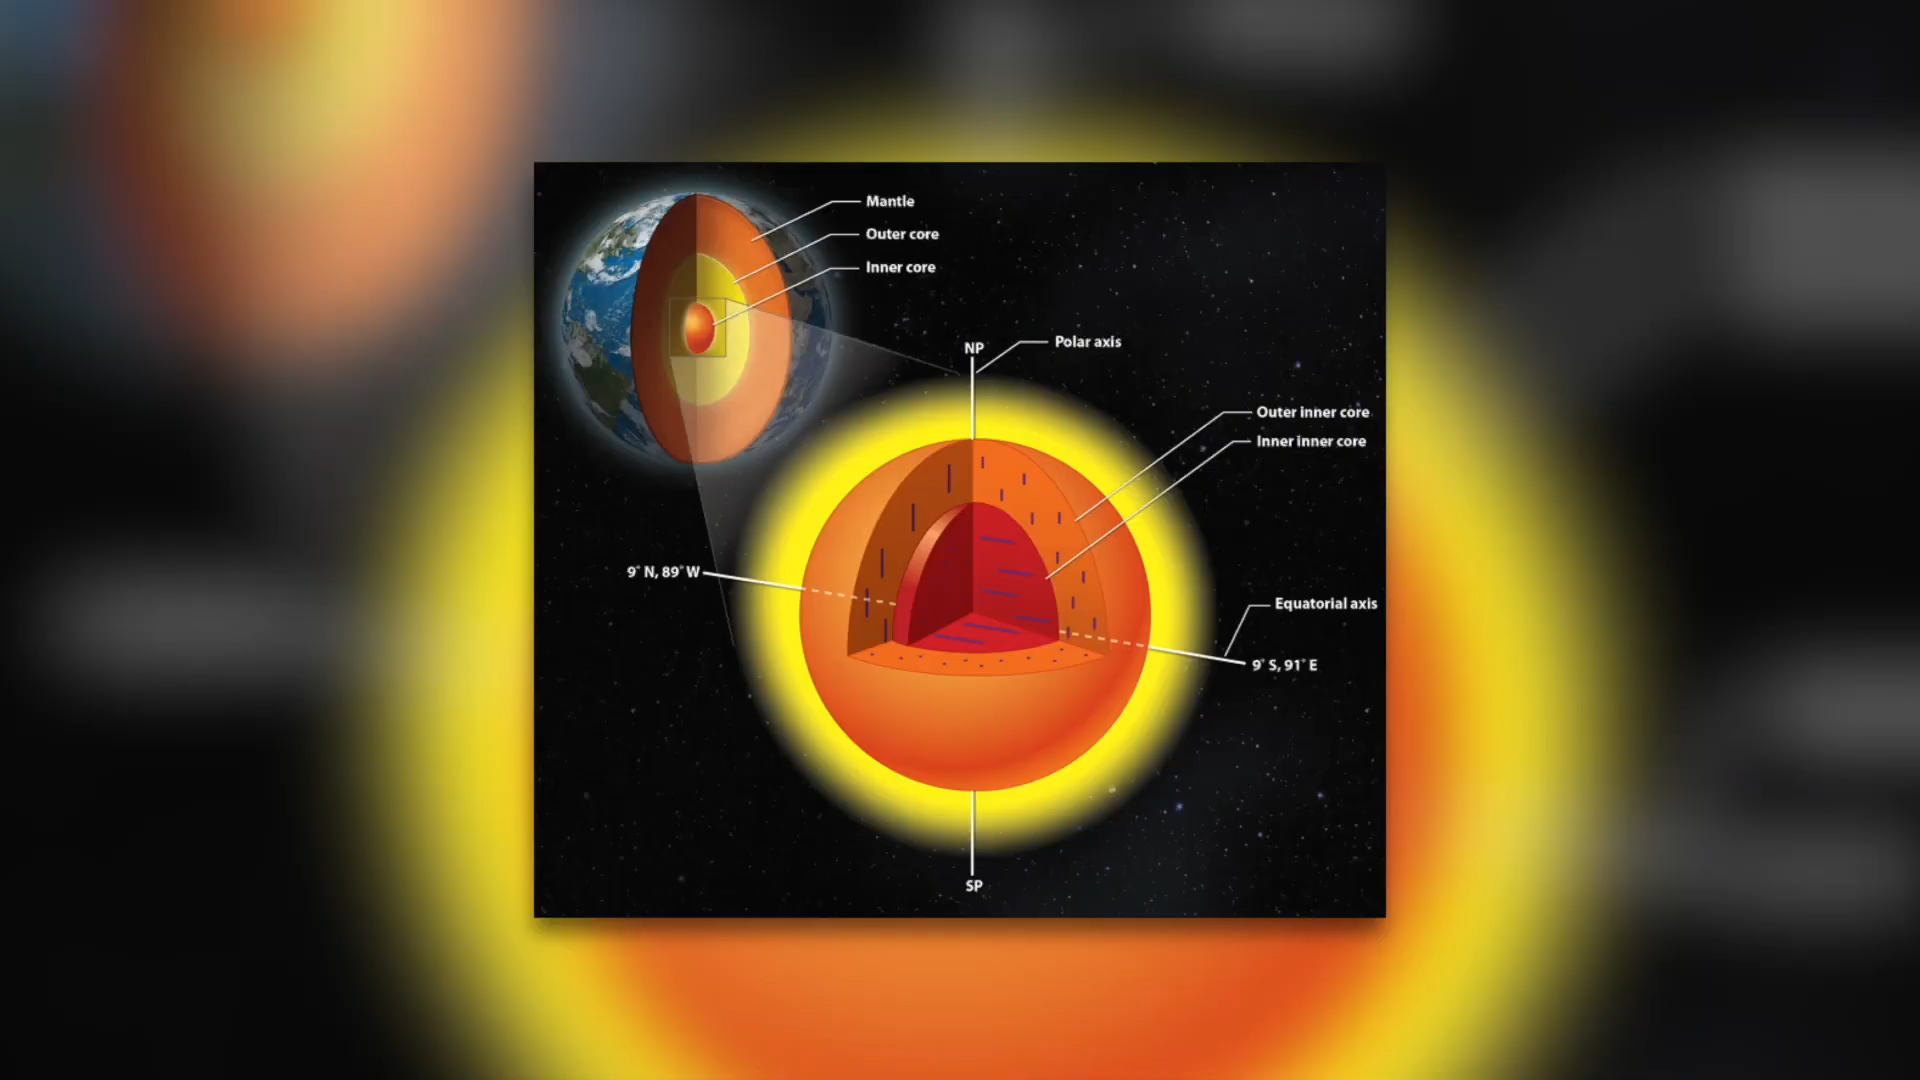 Mantle
Outer core
Inner core
NP
Polar axis
Outer inner core
Inner inner core
9° N, 89° W
Equatorial axis
9° S, 91° E
SP